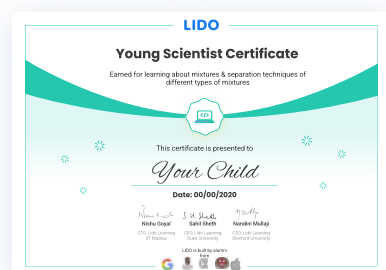 LIDO
Young Scientist Certificate
Earned for learning about mixtures & separation techniques of
different types of mixtures
This certificate is presented to
Your Child
Date: 00/00/2020
Nishu Goyal Sahil Sheth Nandini Mullaji
CTO, Lido Learning CEO, Lido Learning CSO, Lido Learning
IIT Madras Duke university Stanford university
LIDO is built by alumni
from